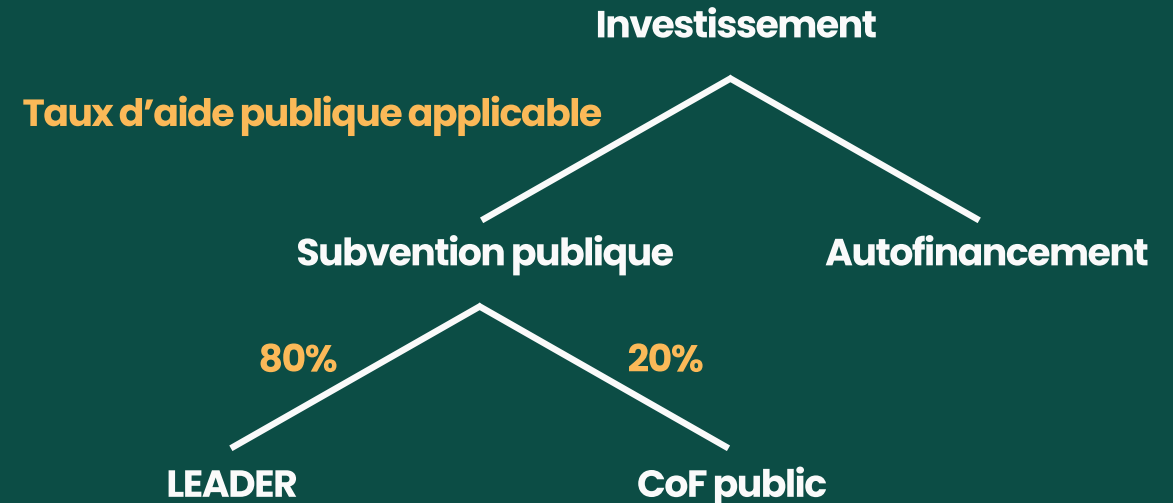 Investissement
Taux d’aide publique applicable
Subvention publique
Autofinancement
80%
20%
LEADER
CoF public